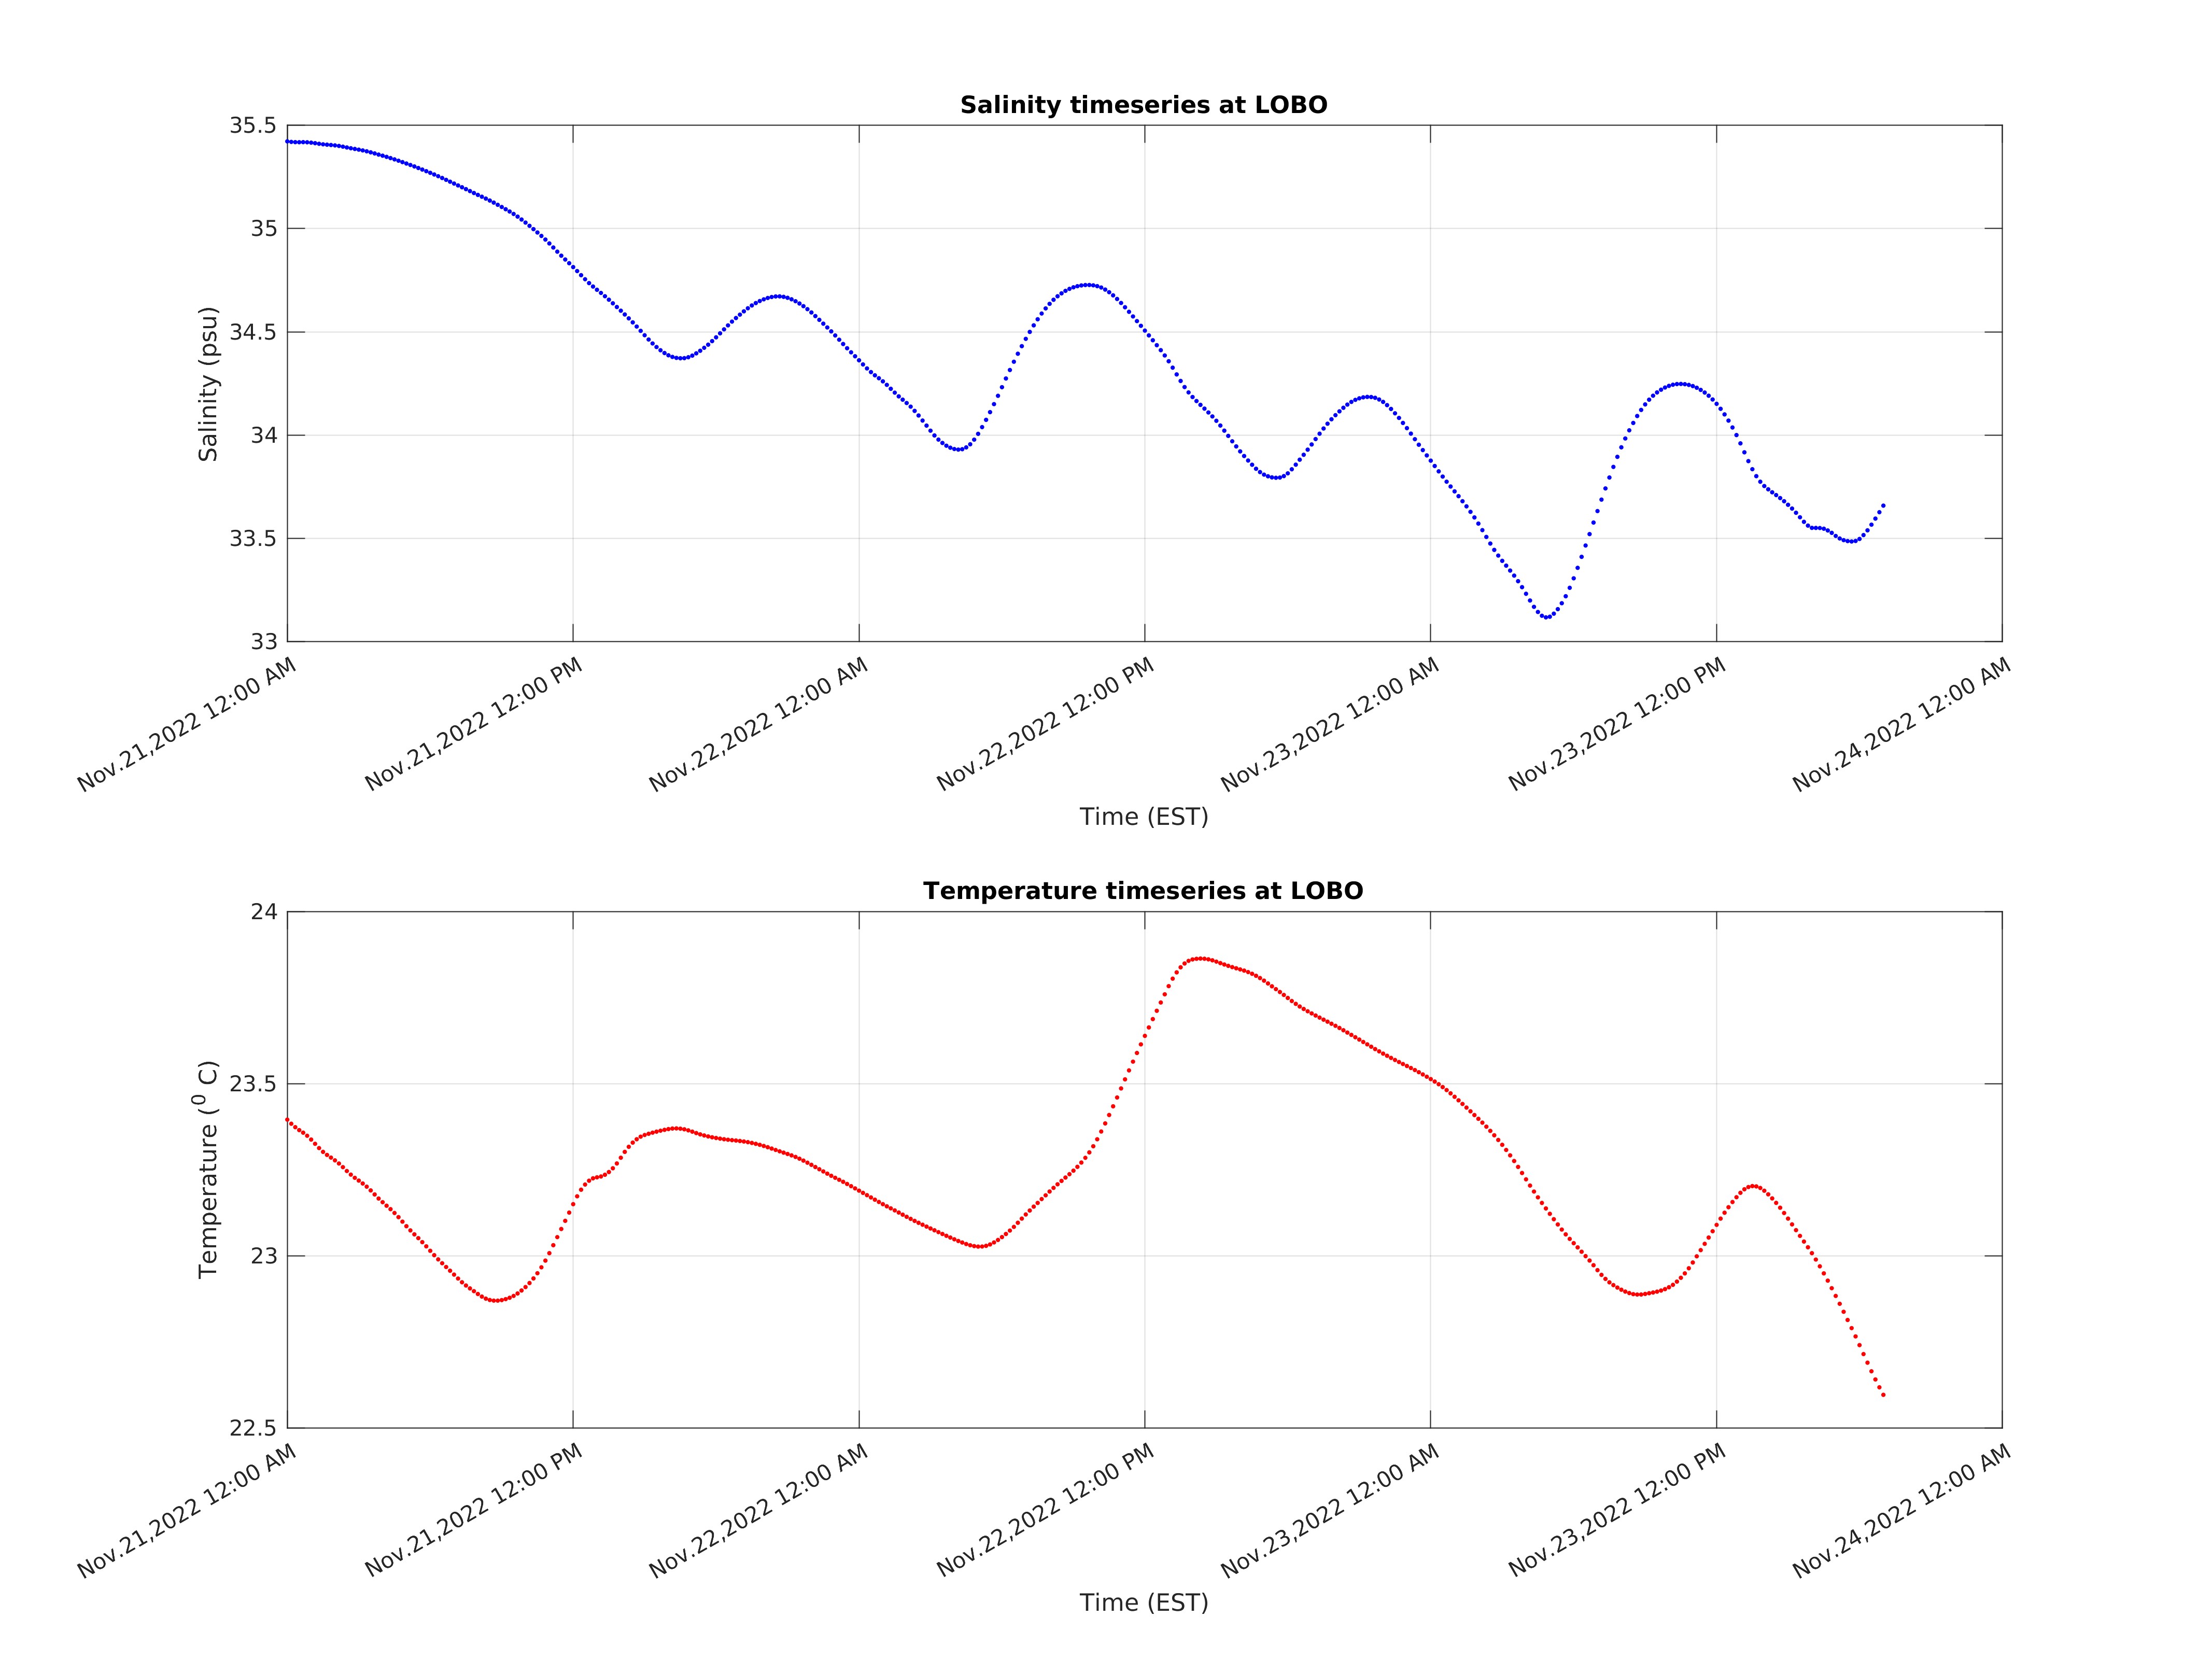 Salinity timeseries at LOBO
35.5
35
34.5
34
33.5
33
Salinity (psu)
Nov.21,2022 12:00 AM
Nov.21,2022 12:00 PM
Nov.22,2022 12:00 AM
Nov.22,2022 12:00 PM
Nov.23,2022 12:00 AM
Nov.23,2022 12:00 PM
Nov.24,2022 12:00 AM
Time (EST)
Temperature timeseries at LOBO
24
23.5
23
22.5
Temperature (⁰ C)
Nov.21,2022 12:00 AM
Nov.21,2022 12:00 PM
Nov.22,2022 12:00 AM
Nov.22,2022 12:00 PM
Nov.23,2022 12:00 AM
Nov.23,2022 12:00 PM
Nov.24,2022 12:00 AM
Time (EST)